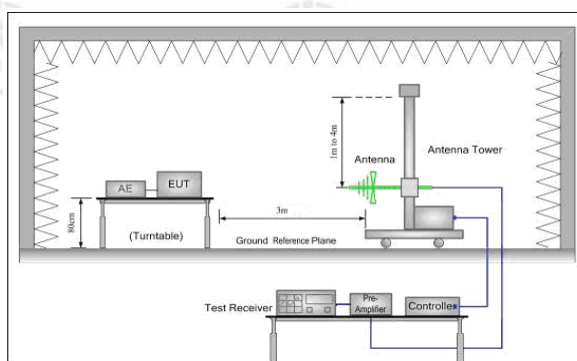 1m to 4m
Antenna
Antenna Tower
AE
EUT
80cm
(Turntable)
3m
Ground Reference Plane
Test Receiver
Pre-
Amplifier
Controller